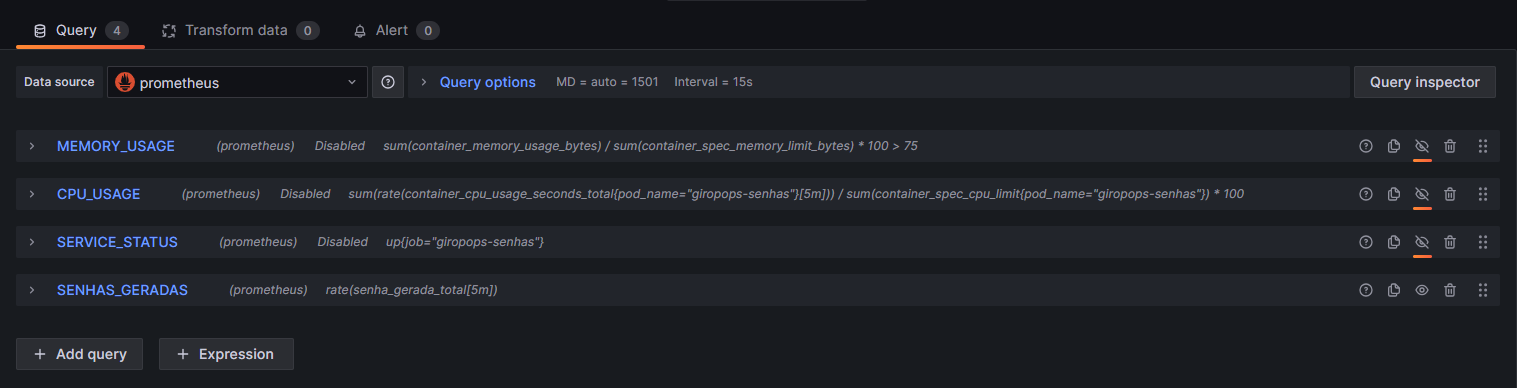 Query 4 Transform data 0 Alert 0
Data source prometheus Query options MD = auto = 1501 Interval = 15s Query inspector
MEMORY_USAGE (prometheus) Disabled sum(container_memory_usage_bytes) / sum(container_spec_memory_limit_bytes) * 100 > 75
CPU_USAGE (prometheus) Disabled sum(rate(container_cpu_usage_seconds_total{pod_name="giropops-senhas"}[5m])) / sum(container_spec_cpu_limit{pod_name="giropops-senhas"}) * 100
SERVICE_STATUS (prometheus) Disabled up{job="giropops-senhas"}
SENHAS_GERADAS (prometheus) rate(senha_gerada_total[5m])
+ Add query + Expression